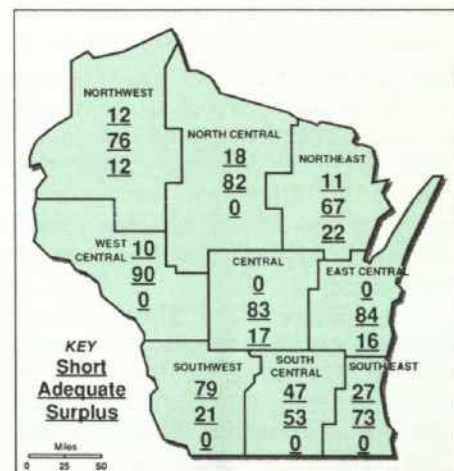 NORTHWEST
12
76
12
NORTH CENTRAL
18
82
0
NORTHEAST
11
67
22
WEST
CENTRAL
10
90
0
CENTRAL
0
83
17
EAST CENTRAL
0
84
16
SOUTHWEST
79
21
0
SOUTH
CENTRAL
47
53
0
SOUTHEAST
27
73
0
KEY
Short
Adequate
Surplus
Miles
0 25 50